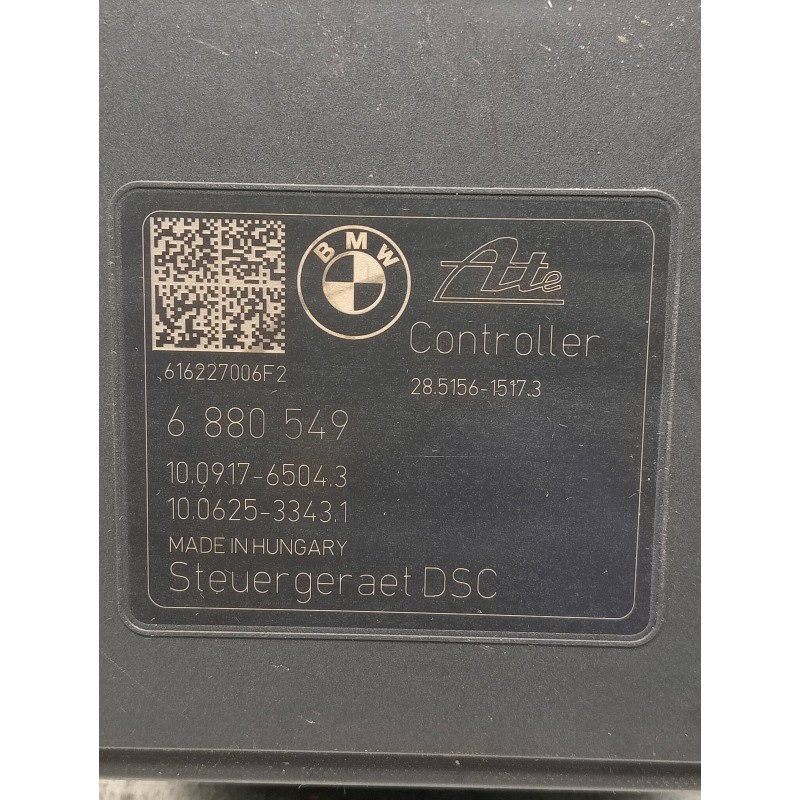 BMW
Ate
Controller
616227006F2
28.5156-1517.3
6 880 549
10.0917-6504.3
10.0625-3343.1
MADE IN HUNGARY
Steuergeraet DSC